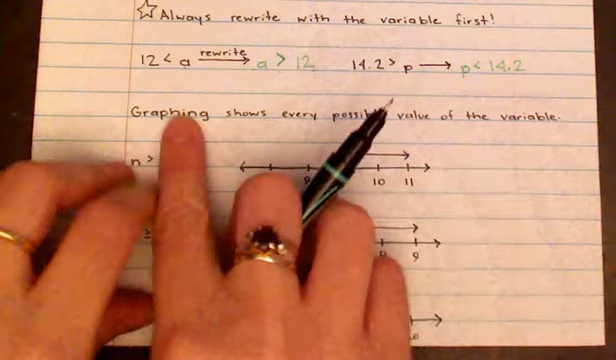 ☆Always rewrite with the variable first!
12 < a rewrite→ a > 12 14.2 > p → p < 14.2
Graphing shows every possible value of the variable.
n >
10 11
9